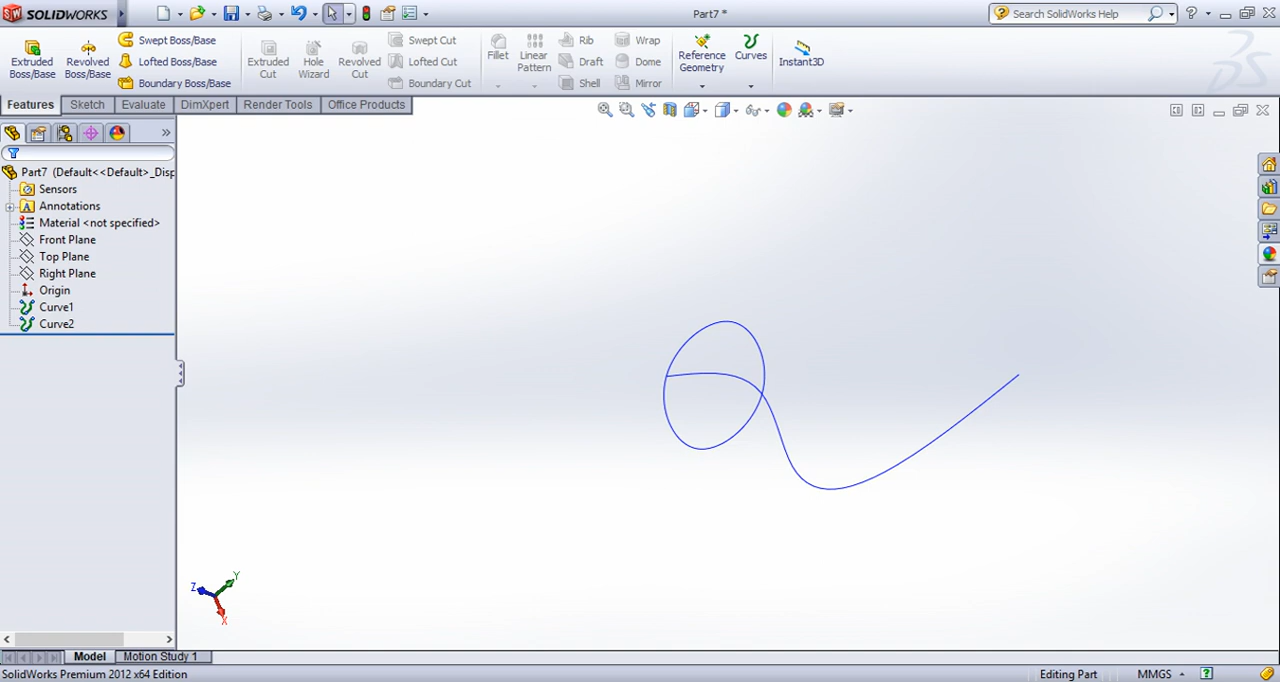 SOLIDWORKS
Part7 *
Search SolidWorks Help
Extruded Boss/Base
Revolved Boss/Base
Swept Boss/Base
Lofted Boss/Base
Boundary Boss/Base
Extruded Cut
Hole Wizard
Revolved Cut
Swept Cut
Lofted Cut
Boundary Cut
Fillet
Linear Pattern
Rib
Draft
Shell
Wrap
Dome
Mirror
Reference Geometry
Curves
Instant3D
Features
Sketch
Evaluate
DimXpert
Render Tools
Office Products
Part7 (Default<<Default>_Disp
Sensors
Annotations
Material <not specified>
Front Plane
Top Plane
Right Plane
Origin
Curve1
Curve2
Z
Y
X
Model
Motion Study 1
SolidWorks Premium 2012 x64 Edition
Editing Part
MMGS